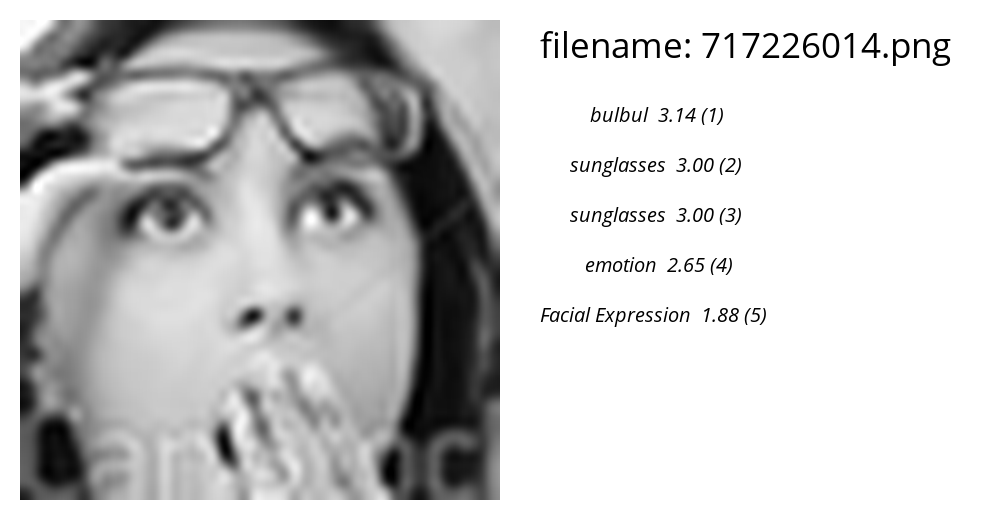 filename: 717226014.png
bulbul 3.14 (1)
sunglasses 3.00 (2)
sunglasses 3.00 (3)
emotion 2.65 (4)
Facial Expression 1.88 (5)